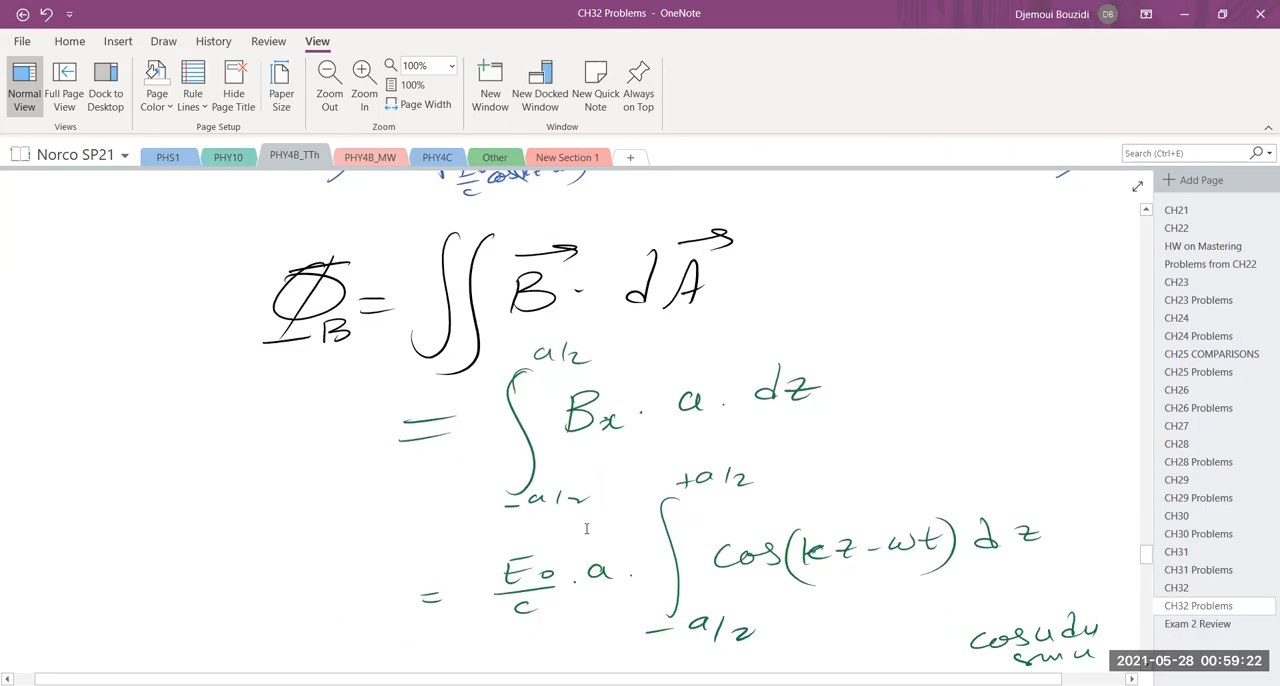 CH32 Problems - OneNote
Djemoui Bouzidi DB
File Home Insert Draw History Review View
Normal View
Full Page View
Dock to Desktop
Views
Page Color
Rule Lines
Hide Page Title
Paper Size
Page Setup
Zoom Out
Zoom In
100%
100%
Page Width
Zoom
New Window
New Docked Window
New Quick Note
Always on Top
Window
Norco SP21
PHS1 PHY10 PHY4B_TTh PHY4B_MW PHY4C Other New Section 1 +
Search (Ctrl+E)
Φ_B = ∫∫ B⃗ · dA⃗
= ∫_{-a/2}^{a/2} Bx · a · dz
= E₀/c · a · ∫_{-a/2}^{+a/2} cos(kz - ωt) dz
cos u du
sin u
Add Page
CH21
CH22
HW on Mastering
Problems from CH22
CH23
CH23 Problems
CH24
CH24 Problems
CH25 COMPARISONS
CH25 Problems
CH26
CH26 Problems
CH27
CH28
CH28 Problems
CH29
CH29 Problems
CH30
CH30 Problems
CH31
CH31 Problems
CH32
CH32 Problems
Exam 2 Review
2021-05-28 00:59:22